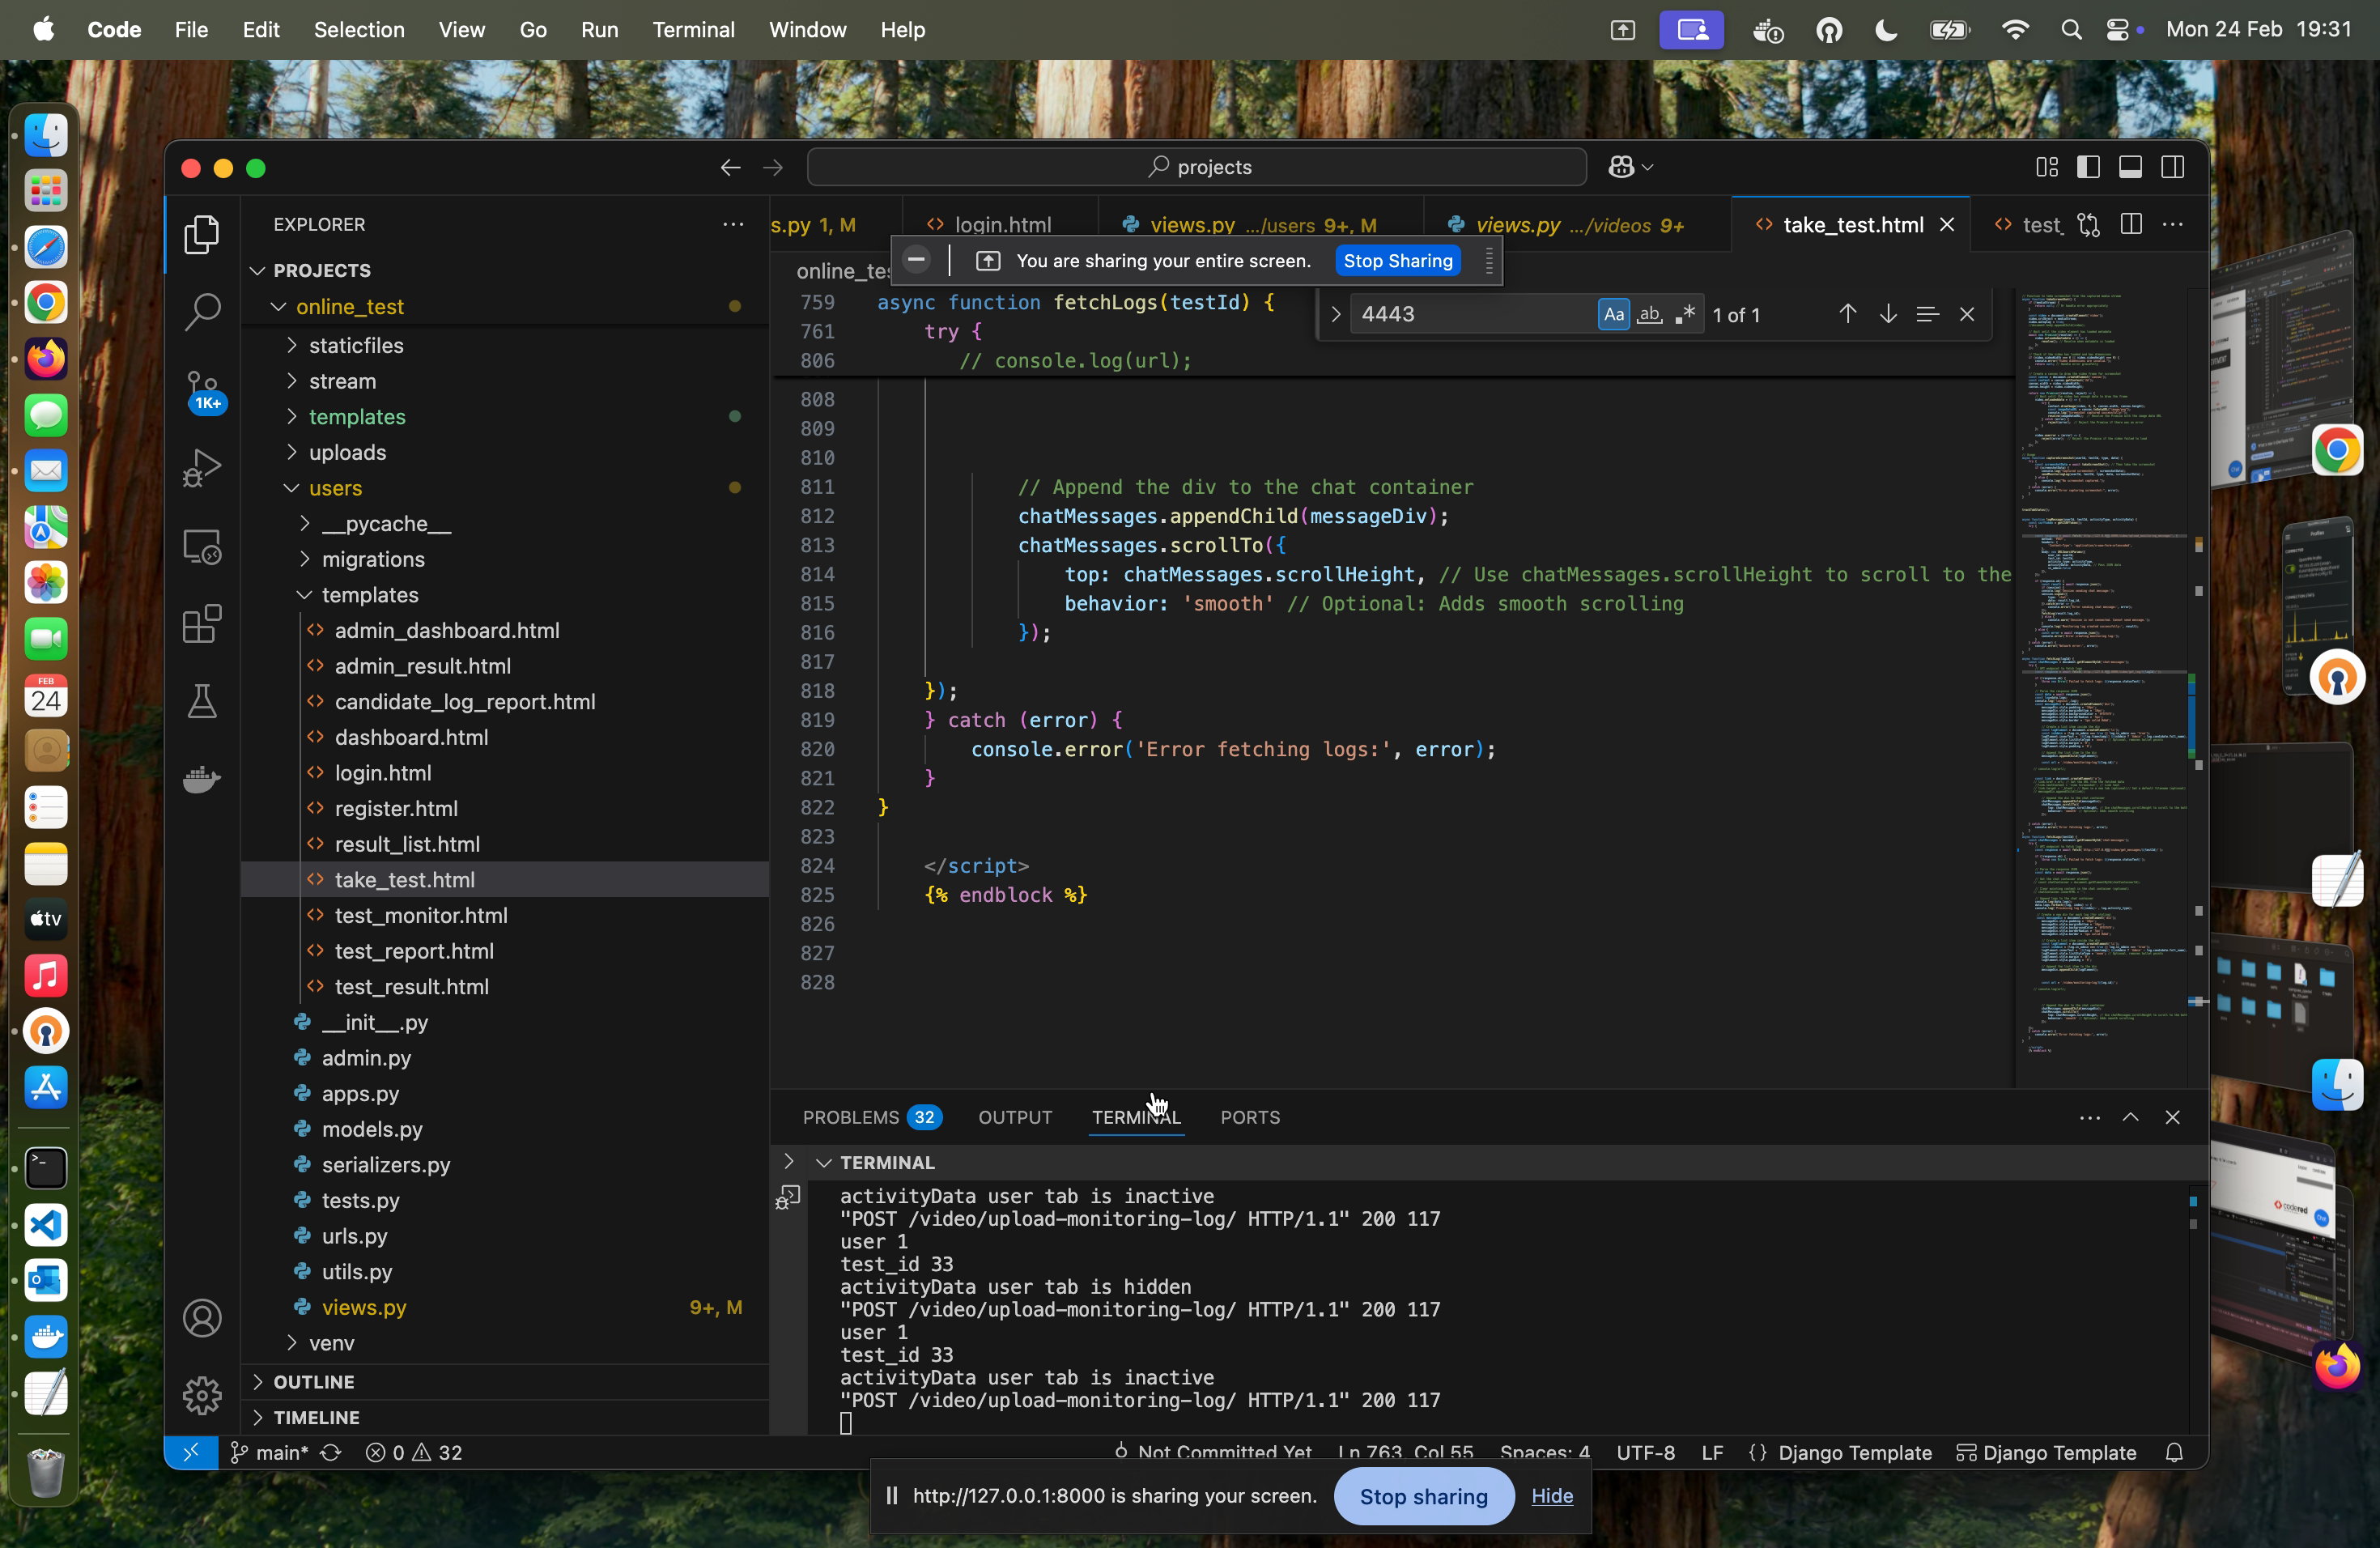 Code File Edit Selection View Go Run Terminal Window Help
Mon 24 Feb 19:31
projects
EXPLORER
s.py 1, M
login.html
views.py .../users 9+, M
views.py .../videos 9+
take_test.html
test_
You are sharing your entire screen.
Stop Sharing
PROJECTS
online_test
staticfiles
stream
templates
uploads
users
__pycache__
migrations
templates
admin_dashboard.html
admin_result.html
candidate_log_report.html
dashboard.html
login.html
register.html
result_list.html
take_test.html
test_monitor.html
test_report.html
test_result.html
__init__.py
admin.py
apps.py
models.py
serializers.py
tests.py
urls.py
utils.py
views.py 9+, M
venv
OUTLINE
TIMELINE
1K+
FEB
24
tv
online_tes
4443
Aa ab 1 of 1
759 async function fetchLogs(testId) {
761 try {
806 // console.log(url);
808
809
810
811 // Append the div to the chat container
812 chatMessages.appendChild(messageDiv);
813 chatMessages.scrollTo({
814 top: chatMessages.scrollHeight, // Use chatMessages.scrollHeight to scroll to the
815 behavior: 'smooth' // Optional: Adds smooth scrolling
816 });
817
818 });
819 } catch (error) {
820 console.error('Error fetching logs:', error);
821 }
822 }
823
824 </script>
825 {% endblock %}
826
827
828
PROBLEMS 32 OUTPUT TERMINAL PORTS
TERMINAL
activityData user tab is inactive
"POST /video/upload-monitoring-log/ HTTP/1.1" 200 117
user 1
test_id 33
activityData user tab is hidden
"POST /video/upload-monitoring-log/ HTTP/1.1" 200 117
user 1
test_id 33
activityData user tab is inactive
"POST /video/upload-monitoring-log/ HTTP/1.1" 200 117
main* 0 32
Not Committed Yet Ln 763, Col 55 Spaces: 4 UTF-8 LF {} Django Template Django Template
http://127.0.0.1:8000 is sharing your screen.
Stop sharing
Hide